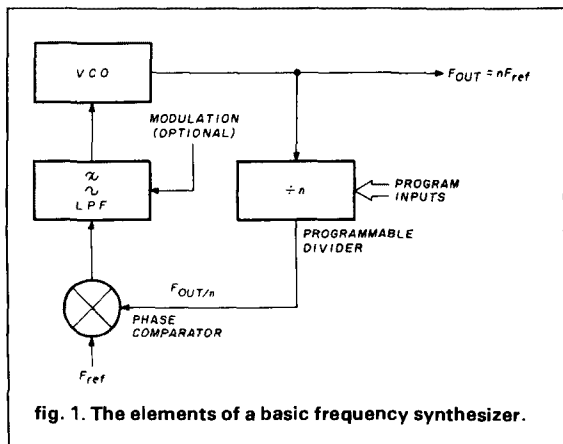 VCO
F_OUT = nF_ref
MODULATION
(OPTIONAL)
LPF
÷ n
PROGRAM
INPUTS
PROGRAMMABLE
DIVIDER
F_OUT/n
PHASE
COMPARATOR
F_ref
fig. 1. The elements of a basic frequency synthesizer.